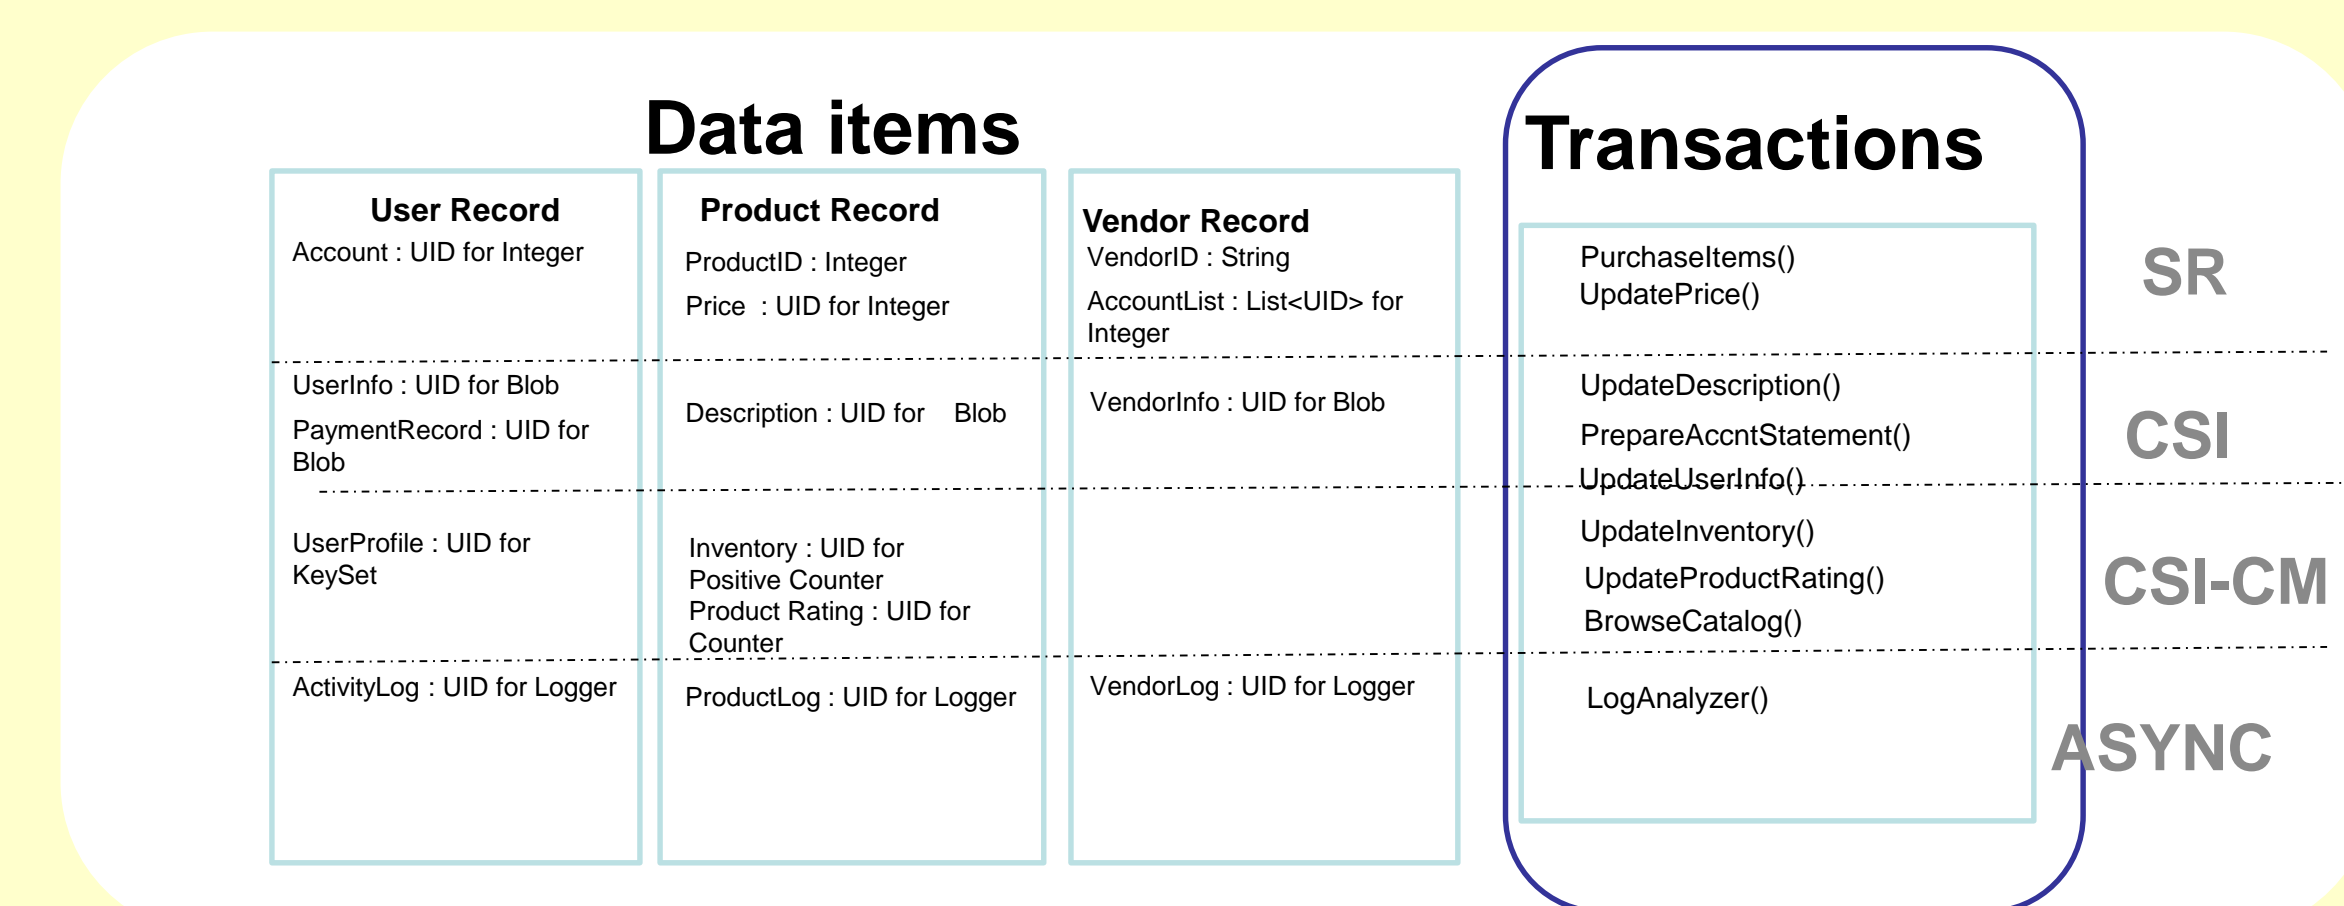 Data items
Transactions
User Record
Account : UID for Integer
Product Record
ProductID : Integer
Price : UID for Integer
Vendor Record
VendorID : String
AccountList : List<UID> for
Integer
PurchaseItems()
UpdatePrice()
SR
UserInfo : UID for Blob
PaymentRecord : UID for
Blob
Description : UID for Blob
VendorInfo : UID for Blob
UpdateDescription()
PrepareAccntStatement()
UpdateUserInfo()
CSI
UserProfile : UID for
KeySet
Inventory : UID for
Positive Counter
Product Rating : UID for
Counter
UpdateInventory()
UpdateProductRating()
BrowseCatalog()
CSI-CM
ActivityLog : UID for Logger
ProductLog : UID for Logger
VendorLog : UID for Logger
LogAnalyzer()
ASYNC